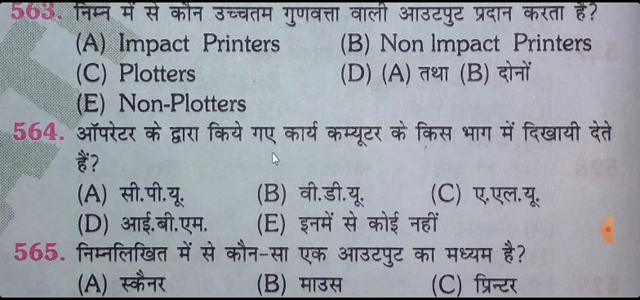 563. निम्न में से कौन उच्चतम गुणवत्ता वाली आउटपुट प्रदान करता है?
(A) Impact Printers (B) Non Impact Printers
(C) Plotters (D) (A) तथा (B) दोनों
(E) Non-Plotters
564. ऑपरेटर के द्वारा किये गए कार्य कम्यूटर के किस भाग में दिखायी देते
हैं?
(A) सी.पी.यू. (B) वी.डी.यू. (C) ए.एल.यू.
(D) आई.बी.एम. (E) इनमें से कोई नहीं
565. निम्नलिखित में से कौन-सा एक आउटपुट का माध्यम है?
(A) स्कैनर (B) माउस (C) प्रिन्टर